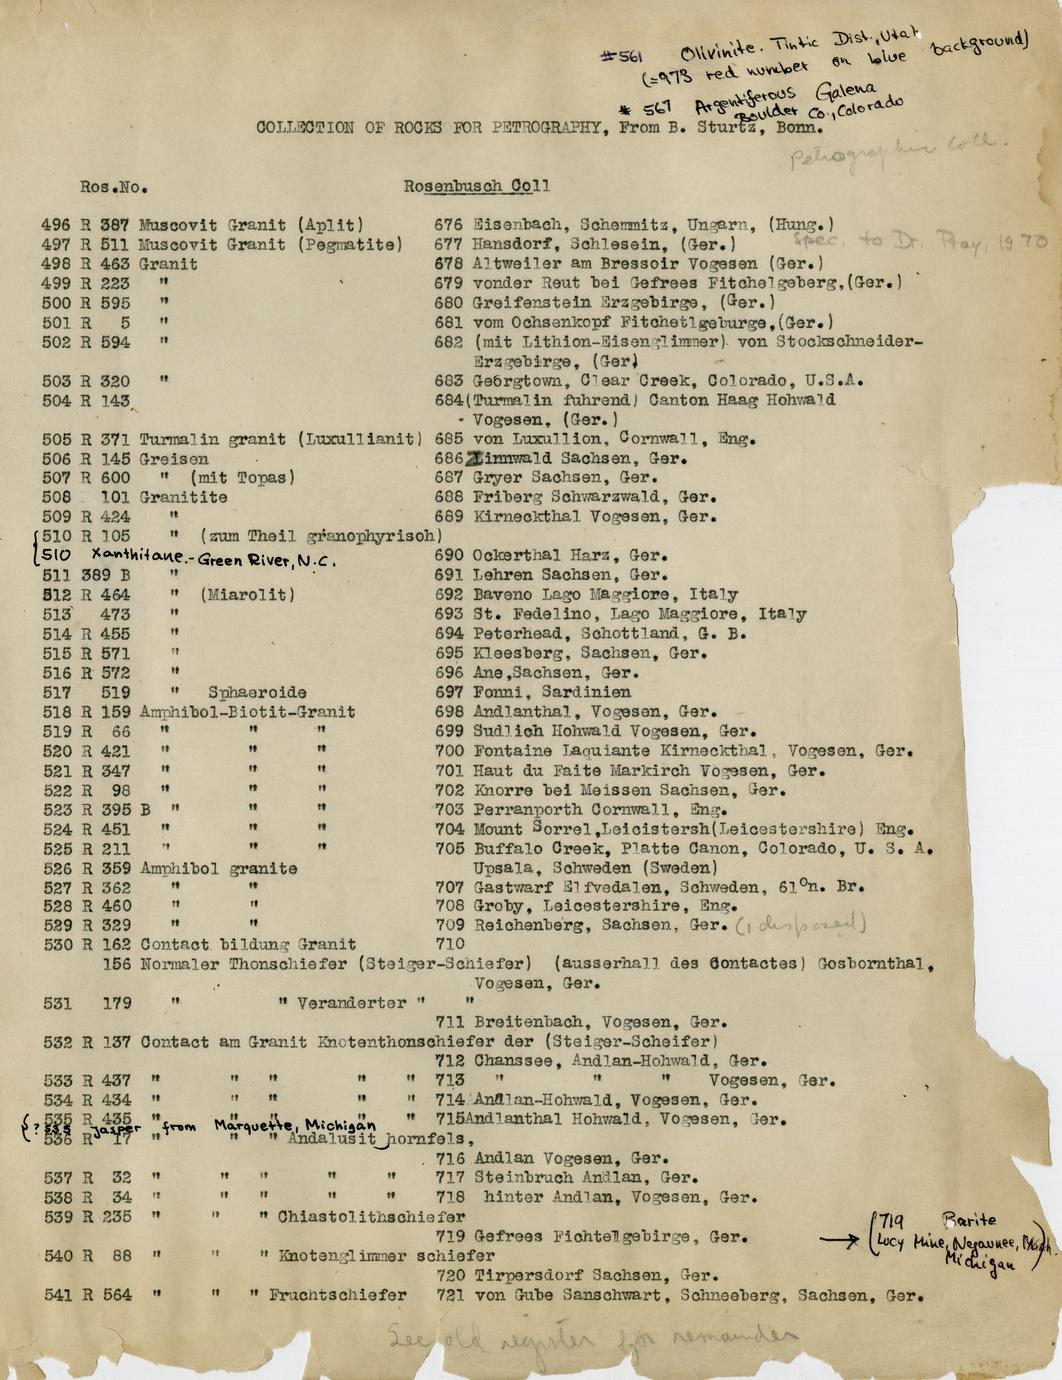 #561 Olivinite. Tintic Dist., Utah
(=973 red number on blue background)
# 567 Argentiferous Galena
Boulder Co., Colorado
COLLECTION OF ROCKS FOR PETROGRAPHY, From B. Sturtz, Bonn.
Petrographic Coll.
Ros.No. Rosenbusch Coll
496 R 387 Muscovit Granit (Aplit) 676 Eisenbach, Schemmitz, Ungarn, (Hung.)
497 R 511 Muscovit Granit (Pegmatite) 677 Hansdorf, Schlesein, (Ger.) Spec. to Dr. Pray, 1970
498 R 463 Granit 678 Altweiler am Bressoir Vogesen (Ger.)
499 R 223 " 679 vonder Reut bei Gefrees Fitchelgeberg,(Ger.)
500 R 595 " 680 Greifenstein Erzgebirge, (Ger.)
501 R 5 " 681 vom Ochsenkopf Fitchetlgeburge,(Ger.)
502 R 594 " 682 (mit Lithion-Eisenglimmer) von Stockschneider-
Erzgebirge, (Ger)
503 R 320 " 683 Georgtown, Clear Creek, Colorado, U.S.A.
504 R 143 684(Turmalin fuhrend) Canton Haag Hohwald
Vogesen, (Ger.)
505 R 371 Turmalin granit (Luxullianit) 685 von Luxullion, Cornwall, Eng.
506 R 145 Greisen 686 Zinnwald Sachsen, Ger.
507 R 600 " (mit Topas) 687 Gryer Sachsen, Ger.
508 101 Granitite 688 Friberg Schwarzwald, Ger.
509 R 424 " 689 Kirneckthal Vogesen, Ger.
510 R 105 " (zum Theil granophyrisch)
510 Xanthitane.- Green River, N.C. 690 Ockerthal Harz, Ger.
511 389 B " 691 Lehren Sachsen, Ger.
512 R 464 " (Miarolit) 692 Baveno Lago Maggiore, Italy
513 473 " 693 St. Fedelino, Lago Maggiore, Italy
514 R 455 " 694 Peterhead, Schottland, G. B.
515 R 571 " 695 Kleesberg, Sachsen, Ger.
516 R 572 " 696 Ane,Sachsen, Ger.
517 519 " Sphaeroide 697 Fonni, Sardinien
518 R 159 Amphibol-Biotit-Granit 698 Andlanthal, Vogesen, Ger.
519 R 66 " " " 699 Sudlich Hohwald Vogesen, Ger.
520 R 421 " " " 700 Fontaine Laquiante Kirneckthal, Vogesen, Ger.
521 R 347 " " " 701 Haut du Faite Markirch Vogesen, Ger.
522 R 98 " " " 702 Knorre bei Meissen Sachsen, Ger.
523 R 395 B " " " 703 Perranporth Cornwall, Eng.
524 R 451 " " " 704 Mount Sorrel,Leicistersh(Leicestershire) Eng.
525 R 211 " " " 705 Buffalo Creek, Platte Canon, Colorado, U. S. A.
526 R 359 Amphibol granite Upsala, Schweden (Sweden)
527 R 362 " " 707 Gastwarf Elfvedalen, Schweden, 61°n. Br.
528 R 460 " " 708 Groby, Leicestershire, Eng.
529 R 329 " " 709 Reichenberg, Sachsen, Ger. (1 disposed)
530 R 162 Contact bildung Granit 710
156 Normaler Thonschiefer (Steiger-Schiefer) (ausserhall des Contactes) Gosbornthal,
Vogesen, Ger.
531 179 " " Veranderter " "
711 Breitenbach, Vogesen, Ger.
532 R 137 Contact am Granit Knotenthonschiefer der (Steiger-Scheifer)
712 Chanssee, Andlan-Hohwald, Ger.
533 R 437 " " " " " 713 " " " Vogesen, Ger.
534 R 434 " " " " " 714 Andlan-Hohwald, Vogesen, Ger.
535 R 435 " " " " " 715Andlanthal Hohwald, Vogesen, Ger.
? 535 Jasper from Marquette, Michigan
536 R 17 " " " Andalusit hornfels,
716 Andlan Vogesen, Ger.
537 R 32 " " " " " 717 Steinbruch Andlan, Ger.
538 R 34 " " " " " 718 hinter Andlan, Vogesen, Ger.
539 R 235 " " " Chiastolithschiefer
719 Gefrees Fichtelgebirge, Ger. → (719 Barite
Lucy Mine, Negaunee,
Michigan)
540 R 88 " " " Knotenglimmer schiefer
720 Tirpersdorf Sachsen, Ger.
541 R 564 " " " Fruchtschiefer 721 von Gube Sanschwart, Schneeberg, Sachsen, Ger.
See old register for remainder